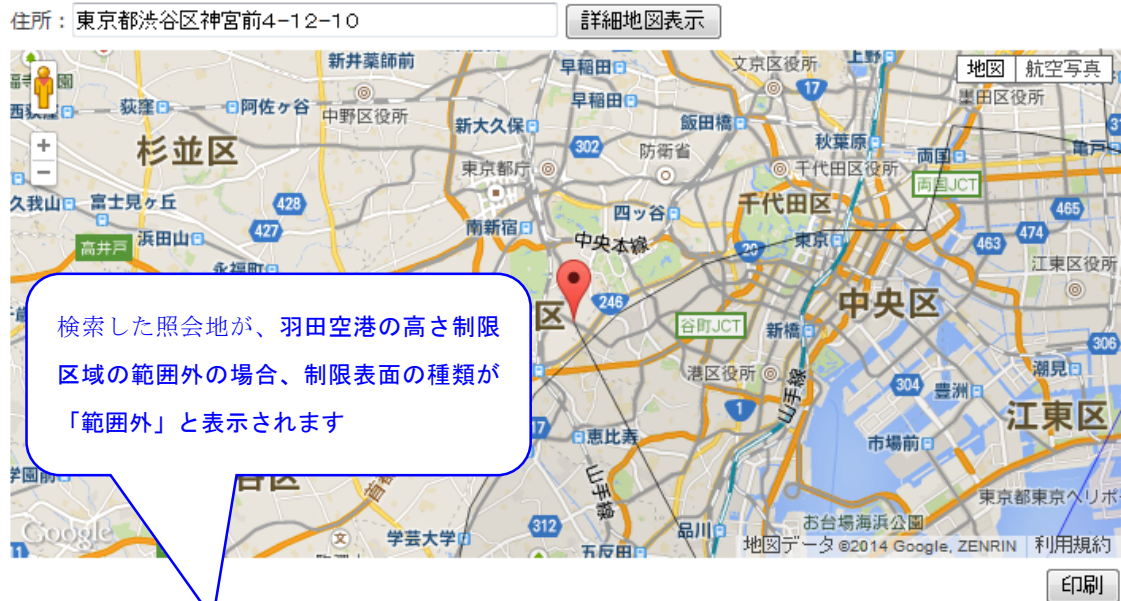 住所：東京都渋谷区神宮前4-12-10 詳細地図表示
新井薬師前 早稲田 文京区役所 上野
地図 航空写真
荻窪 阿佐ヶ谷 中野区役所 早稲田 17 墨田区役所
新大久保 飯田橋
杉並区 302 防衛省 秋葉原 両国 亀戸
東京都庁 千代田区役所
両国JCT
久我山 富士見ヶ丘 428 四ッ谷 千代田区 465
浜田山 427 南新宿 474
高井戸 中央本線 20 東京 463
永福町 江東区役所
区 246 中央区
谷町JCT 新橋
306
検索した照会地が、羽田空港の高さ制限
区域の範囲外の場合、制限表面の種類が
「範囲外」と表示されます
港区役所 潮見
304 豊洲
山手線 1 江東区
17 恵比寿 市場前
山手線
東京都東京ヘリポ
Google 学芸大学 312 品川 お台場海浜公園
五反田 地図データ ©2014 Google, ZENRIN 利用規約
印刷